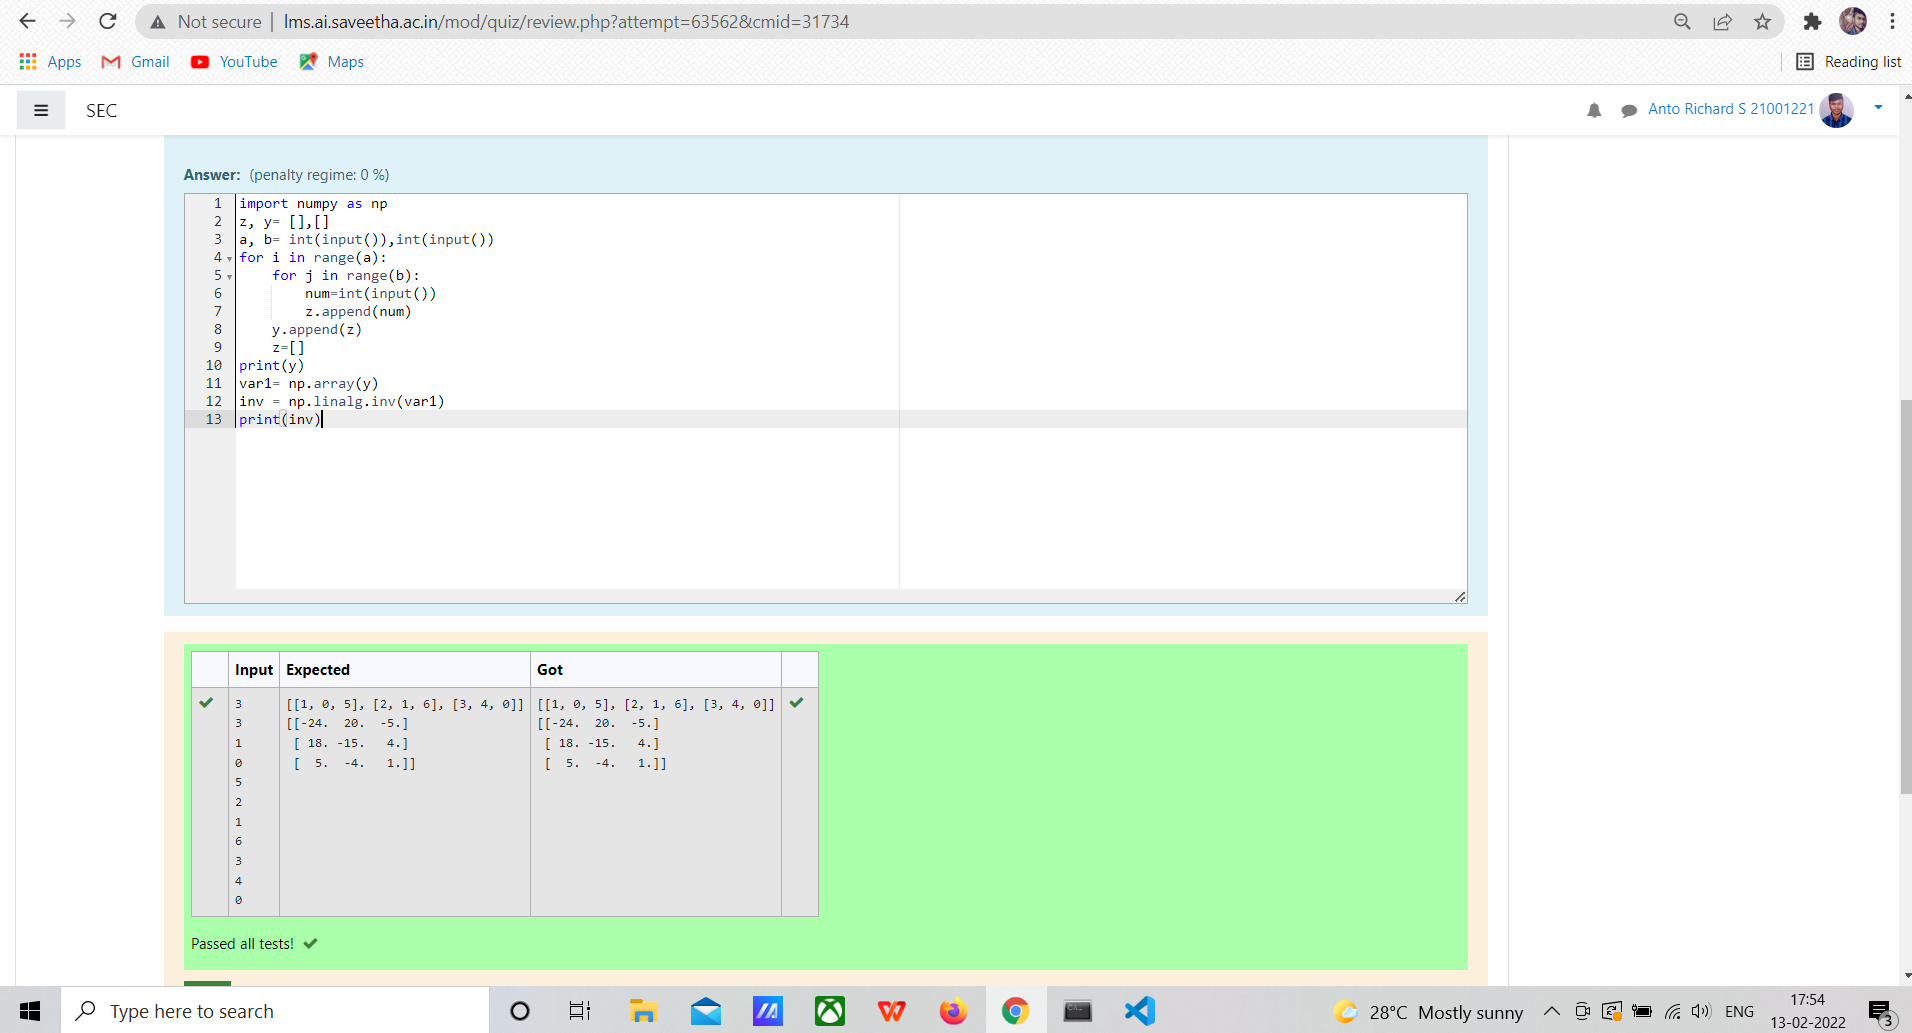 Not secure | lms.ai.saveetha.ac.in/mod/quiz/review.php?attempt=63562&cmid=31734
Apps Gmail YouTube Maps Reading list
SEC Anto Richard S 21001221
Answer: (penalty regime: 0 %)
1 import numpy as np
2 z, y= [],[]
3 a, b= int(input()),int(input())
4 for i in range(a):
5     for j in range(b):
6         num=int(input())
7         z.append(num)
8     y.append(z)
9     z=[]
10 print(y)
11 var1= np.array(y)
12 inv = np.linalg.inv(var1)
13 print(inv)
Input Expected Got
3 [[1, 0, 5], [2, 1, 6], [3, 4, 0]] [[1, 0, 5], [2, 1, 6], [3, 4, 0]]
3 [[-24.  20.  -5.] [[-24.  20.  -5.]
1 [ 18. -15.   4.] [ 18. -15.   4.]
0 [  5.  -4.   1.]] [  5.  -4.   1.]]
5
2
1
6
3
4
0
Passed all tests!
Type here to search
28°C Mostly sunny
ENG
17:54
13-02-2022
3